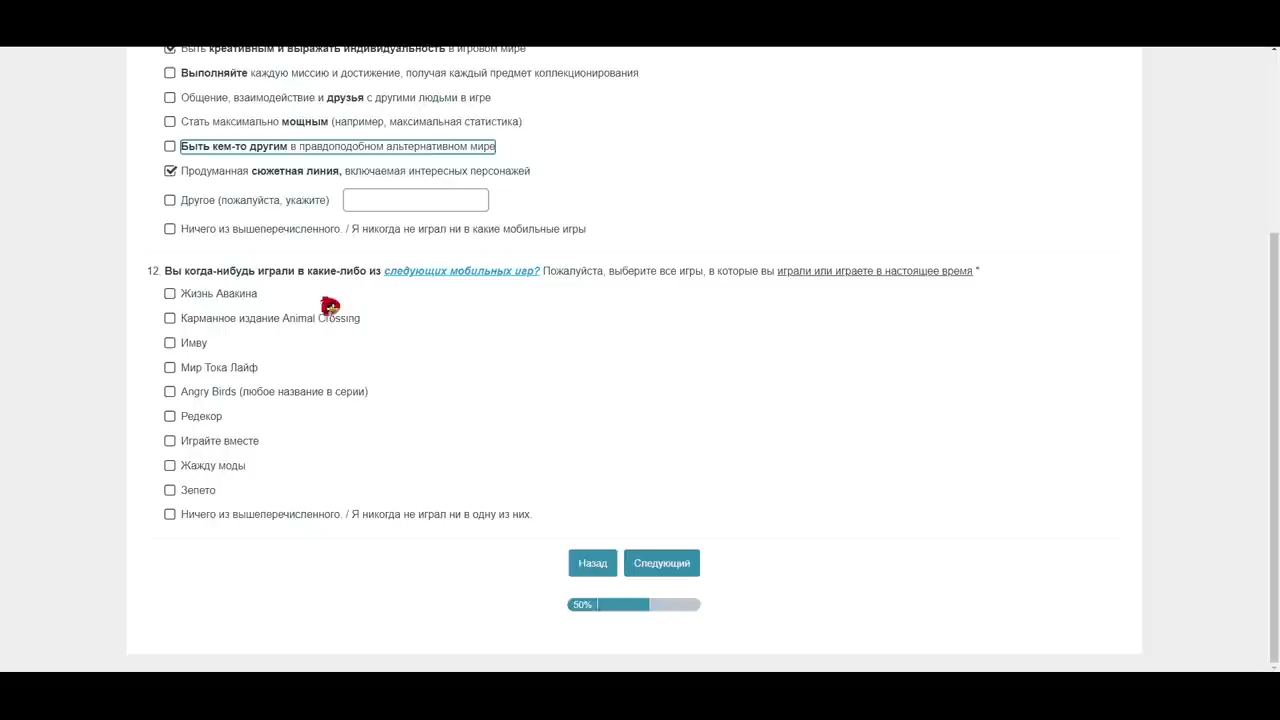 Быть креативным и выражать индивидуальность в игровом мире
Выполняйте каждую миссию и достижение, получая каждый предмет коллекционирования
Общение, взаимодействие и друзья с другими людьми в игре
Стать максимально мощным (например, максимальная статистика)
Быть кем-то другим в правдоподобном альтернативном мире
Продуманная сюжетная линия, включаемая интересных персонажей
Другое (пожалуйста, укажите)
Ничего из вышеперечисленного. / Я никогда не играл ни в какие мобильные игры
12. Вы когда-нибудь играли в какие-либо из следующих мобильных игр? Пожалуйста, выберите все игры, в которые вы играли или играете в настоящее время *
Жизнь Авакина
Карманное издание Animal Crossing
Имву
Мир Тока Лайф
Angry Birds (любое название в серии)
Редекор
Играйте вместе
Жажду моды
Зепето
Ничего из вышеперечисленного. / Я никогда не играл ни в одну из них.
Назад Следующий
50%